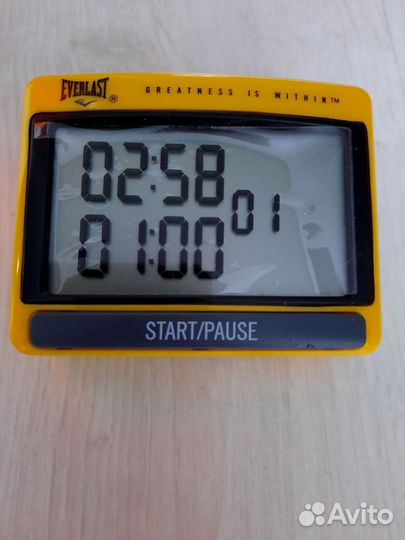 EVERLAST ®
GREATNESS IS WITHIN™
02:58
01:00 01
START/PAUSE
Avito